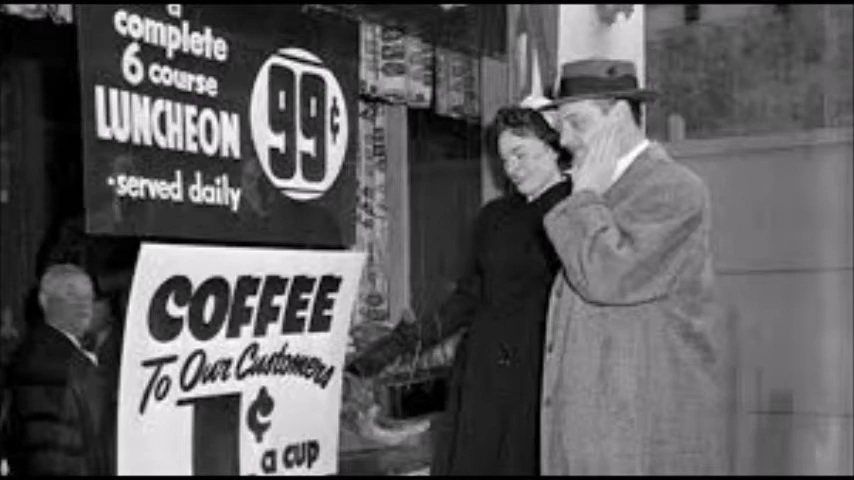 a
complete
6 course
LUNCHEON
99¢
•served daily
COFFEE
To Our Customers
1¢
a cup